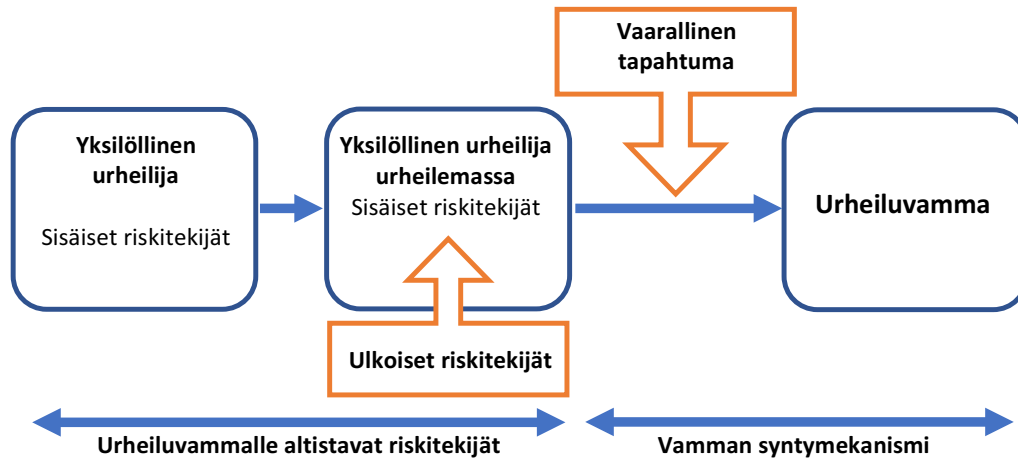 Vaarallinen
tapahtuma
Yksilöllinen
urheilija
Sisäiset riskitekijät
Yksilöllinen urheilija
urheilemassa
Sisäiset riskitekijät
Urheiluvamma
Ulkoiset riskitekijät
Urheiluvammalle altistavat riskitekijät
Vamman syntymekanismi